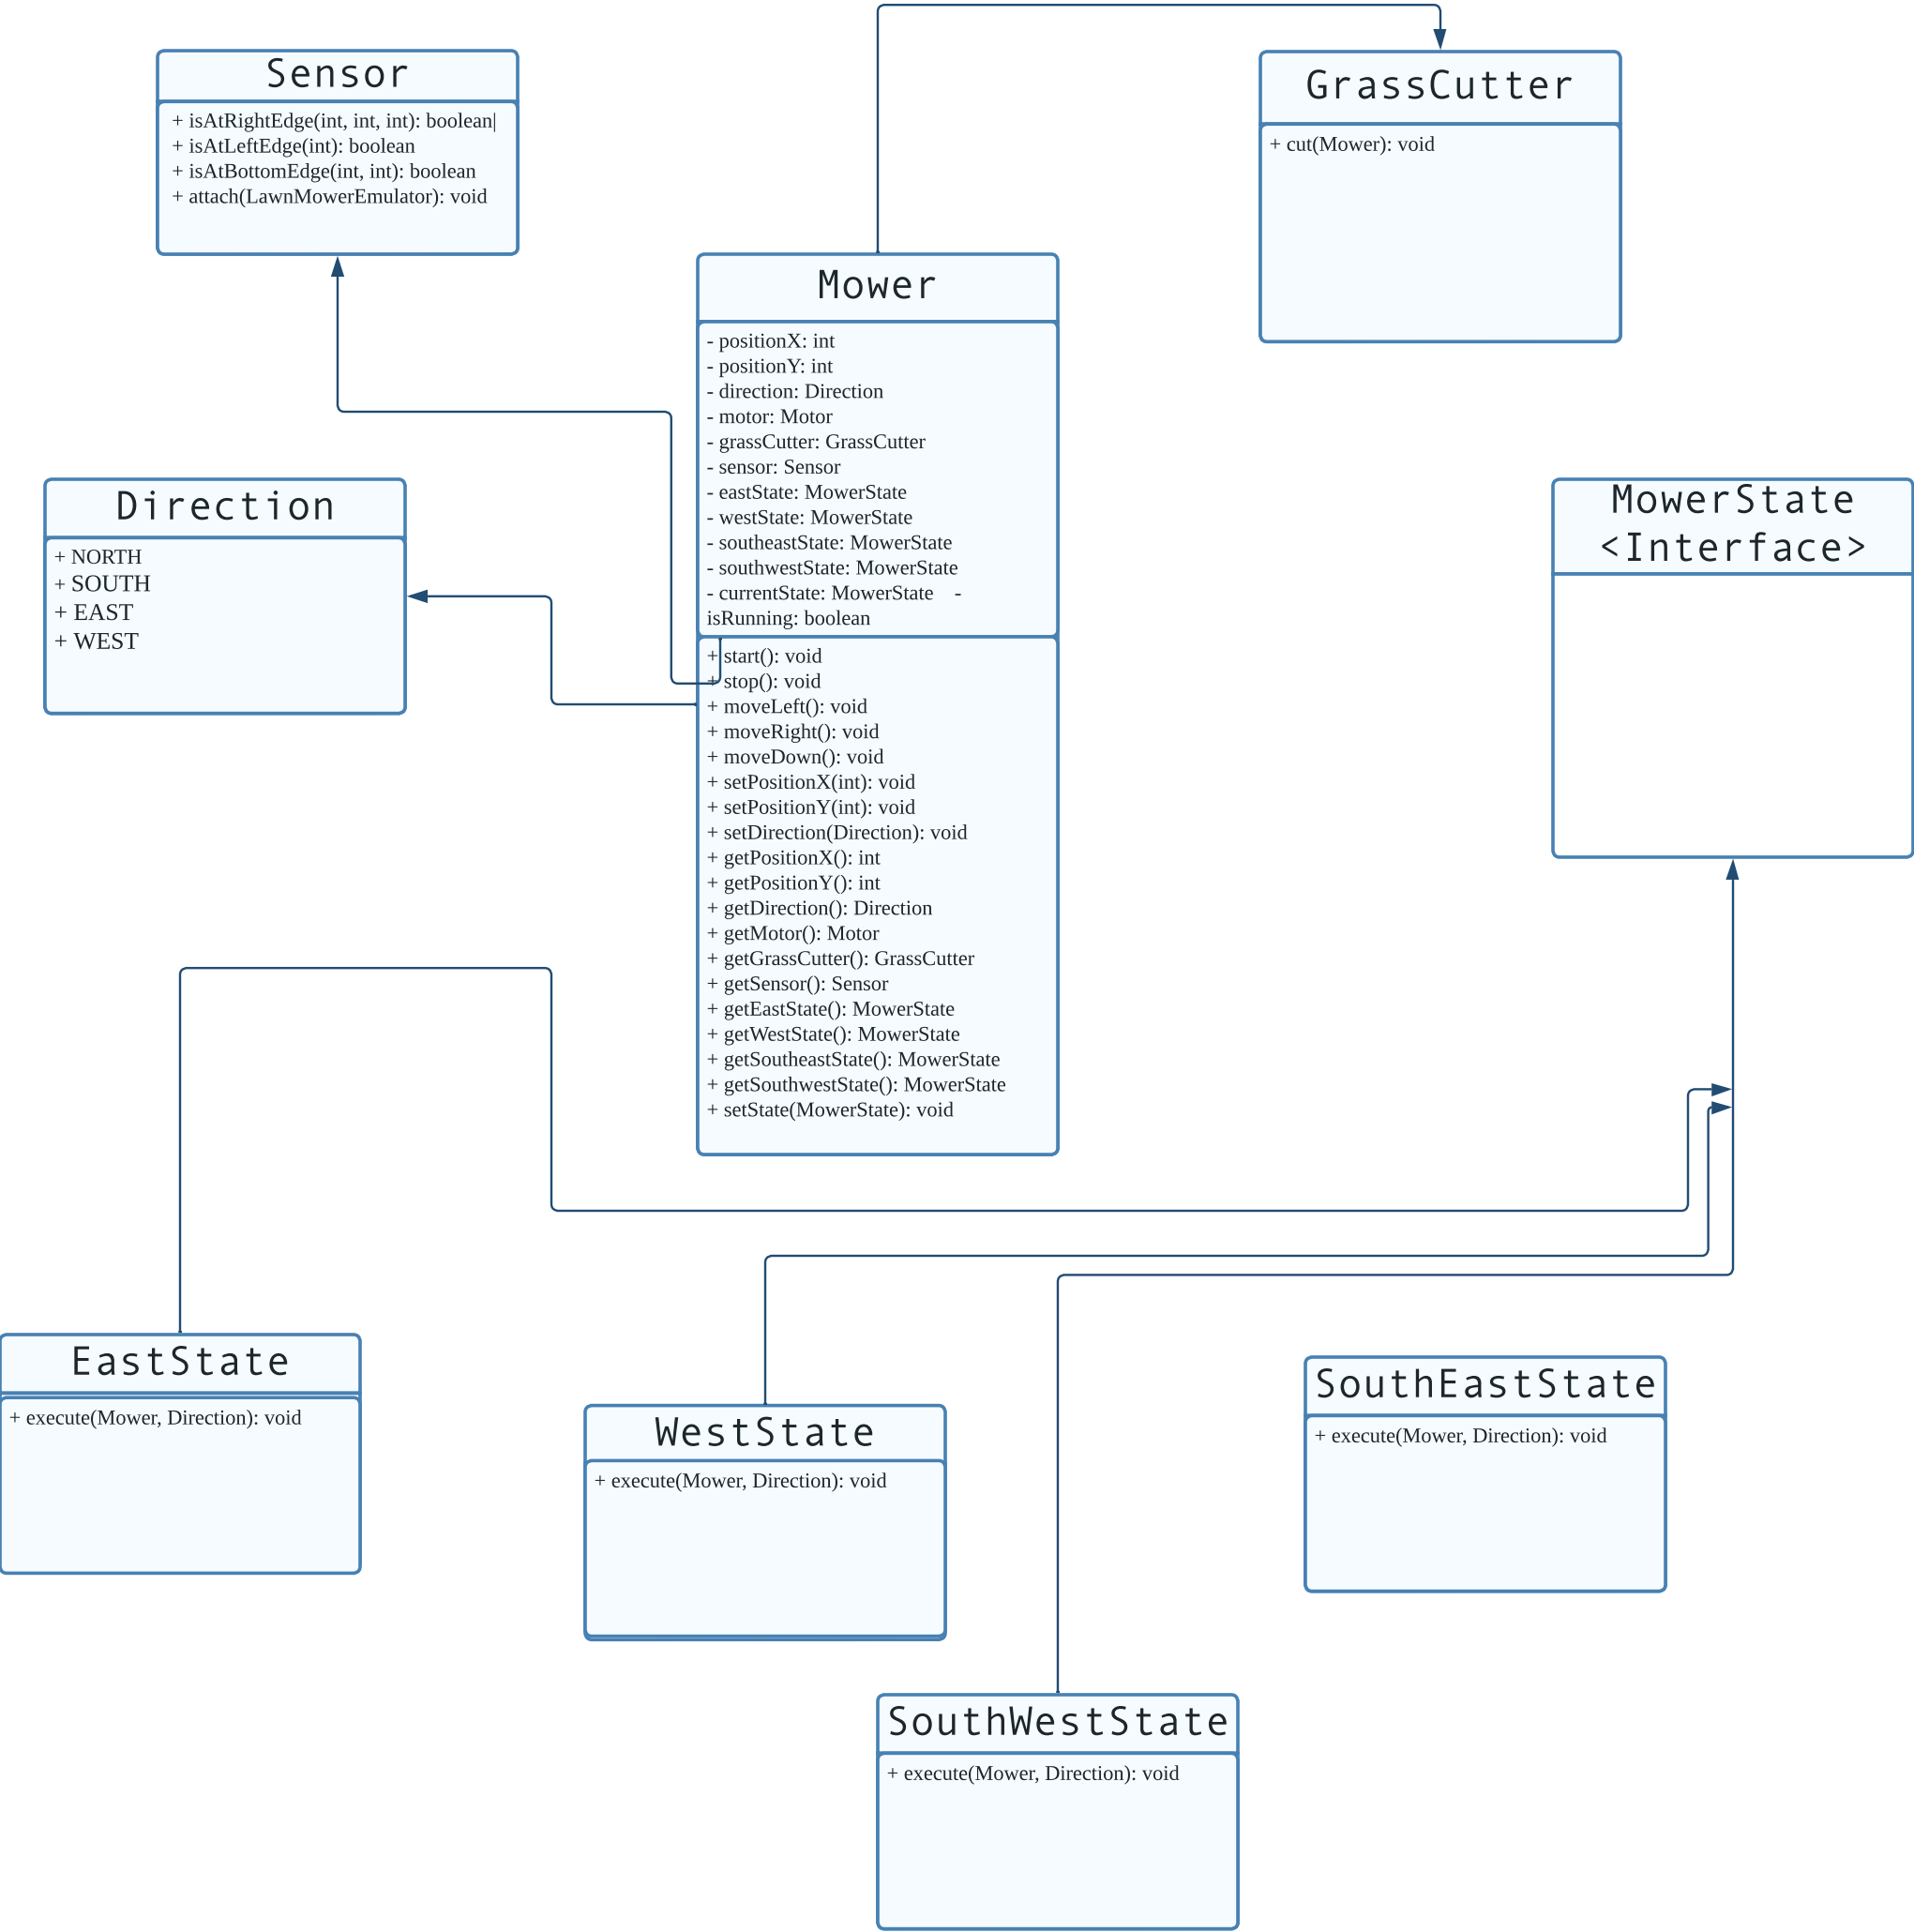 Sensor
+ isAtRightEdge(int, int, int): boolean|
+ isAtLeftEdge(int): boolean
+ isAtBottomEdge(int, int): boolean
+ attach(LawnMowerEmulator): void
GrassCutter
+ cut(Mower): void
Mower
- positionX: int
- positionY: int
- direction: Direction
- motor: Motor
- grassCutter: GrassCutter
- sensor: Sensor
- eastState: MowerState
- westState: MowerState
- southeastState: MowerState
- southwestState: MowerState
- currentState: MowerState -
isRunning: boolean
+ start(): void
+ stop(): void
+ moveLeft(): void
+ moveRight(): void
+ moveDown(): void
+ setPositionX(int): void
+ setPositionY(int): void
+ setDirection(Direction): void
+ getPositionX(): int
+ getPositionY(): int
+ getDirection(): Direction
+ getMotor(): Motor
+ getGrassCutter(): GrassCutter
+ getSensor(): Sensor
+ getEastState(): MowerState
+ getWestState(): MowerState
+ getSoutheastState(): MowerState
+ getSouthwestState(): MowerState
+ setState(MowerState): void
Direction
+ NORTH
+ SOUTH
+ EAST
+ WEST
MowerState
<Interface>
EastState
+ execute(Mower, Direction): void
WestState
+ execute(Mower, Direction): void
SouthEastState
+ execute(Mower, Direction): void
SouthWestState
+ execute(Mower, Direction): void